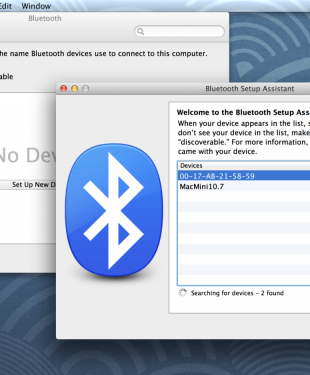 Edit Window
Bluetooth
he name Bluetooth devices use to connect to this computer.
able
No Dev
Set Up New D
Bluetooth Setup Assistant
Welcome to the Bluetooth Setup Ass
When your device appears in the list, s
don't see your device in the list, make
"discoverable." For more information,
came with your device.
Devices
00-17-AB-21-58-59
MacMini10.7
Searching for devices - 2 found